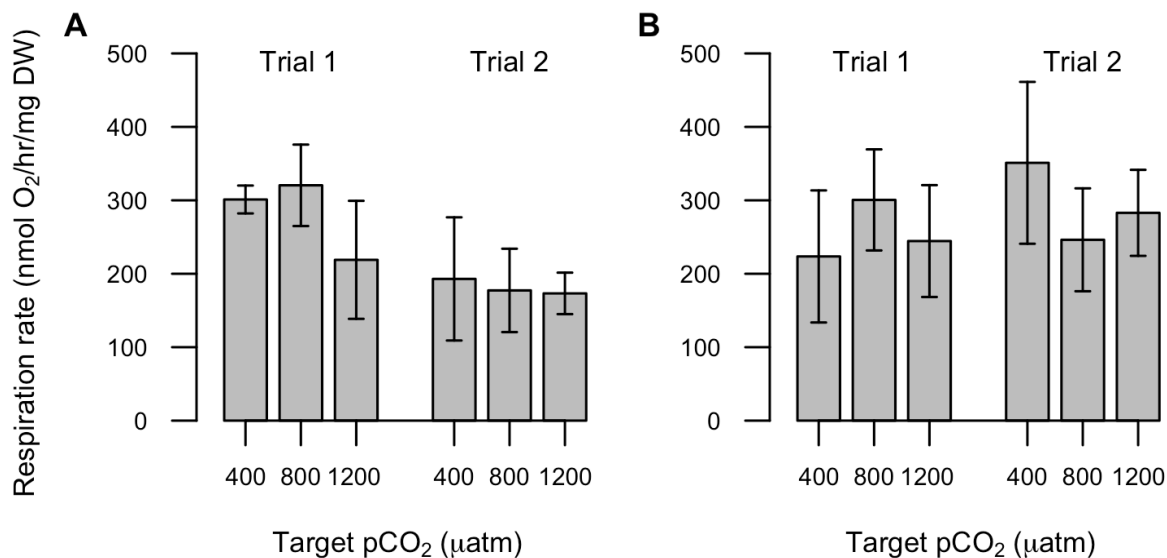 A
B
Respiration rate (nmol O₂/hr/mg DW)
500
400
300
200
100
0
Trial 1
Trial 2
400 800 1200
400 800 1200
Target pCO₂ (μatm)
500
400
300
200
100
0
Trial 1
Trial 2
400 800 1200
400 800 1200
Target pCO₂ (μatm)